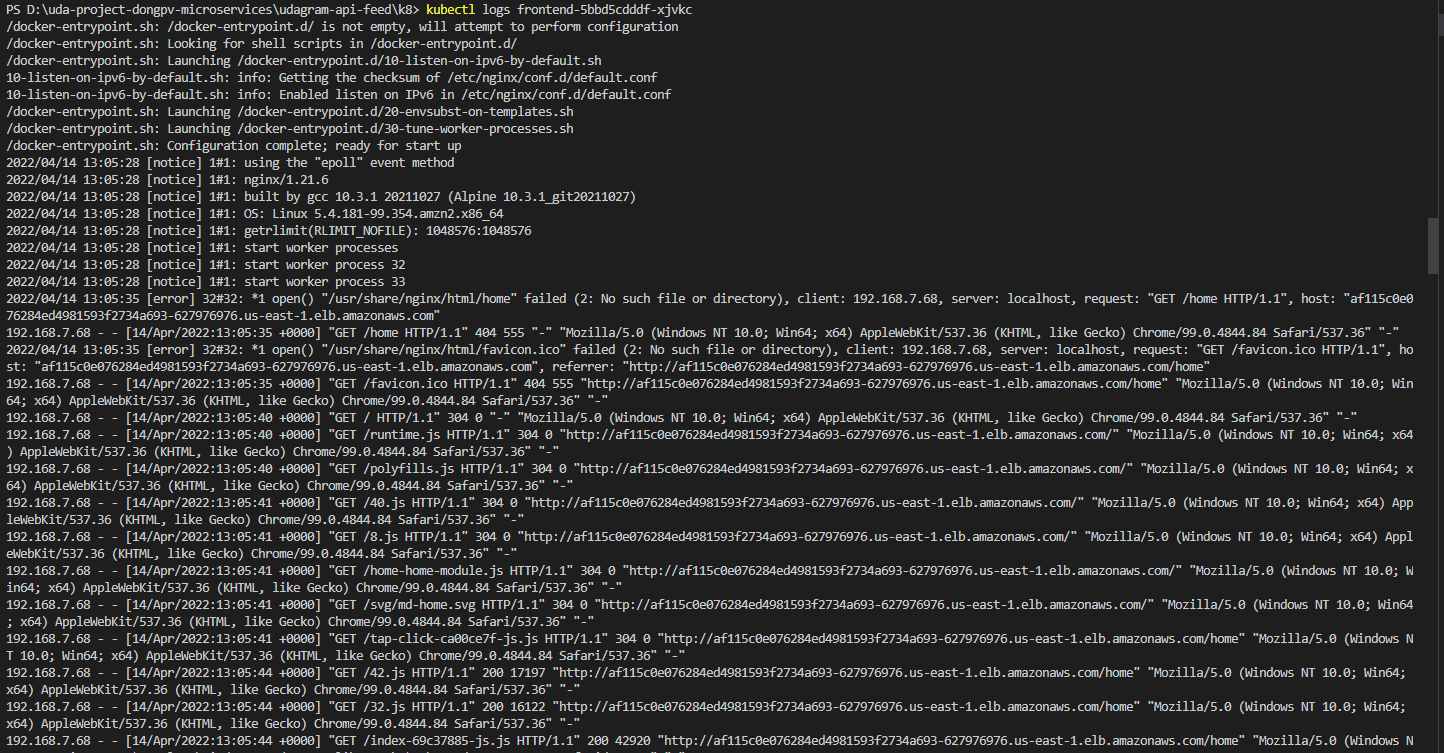 PS D:\uda-project-dongpv-microservices\udagram-api-feed\k8> kubectl logs frontend-5bbd5cdddf-xjvkc
/docker-entrypoint.sh: /docker-entrypoint.d/ is not empty, will attempt to perform configuration
/docker-entrypoint.sh: Looking for shell scripts in /docker-entrypoint.d/
/docker-entrypoint.sh: Launching /docker-entrypoint.d/10-listen-on-ipv6-by-default.sh
10-listen-on-ipv6-by-default.sh: info: Getting the checksum of /etc/nginx/conf.d/default.conf
10-listen-on-ipv6-by-default.sh: info: Enabled listen on IPv6 in /etc/nginx/conf.d/default.conf
/docker-entrypoint.sh: Launching /docker-entrypoint.d/20-envsubst-on-templates.sh
/docker-entrypoint.sh: Launching /docker-entrypoint.d/30-tune-worker-processes.sh
/docker-entrypoint.sh: Configuration complete; ready for start up
2022/04/14 13:05:28 [notice] 1#1: using the "epoll" event method
2022/04/14 13:05:28 [notice] 1#1: nginx/1.21.6
2022/04/14 13:05:28 [notice] 1#1: built by gcc 10.3.1 20211027 (Alpine 10.3.1_git20211027)
2022/04/14 13:05:28 [notice] 1#1: OS: Linux 5.4.181-99.354.amzn2.x86_64
2022/04/14 13:05:28 [notice] 1#1: getrlimit(RLIMIT_NOFILE): 1048576:1048576
2022/04/14 13:05:28 [notice] 1#1: start worker processes
2022/04/14 13:05:28 [notice] 1#1: start worker process 32
2022/04/14 13:05:28 [notice] 1#1: start worker process 33
2022/04/14 13:05:35 [error] 32#32: *1 open() "/usr/share/nginx/html/home" failed (2: No such file or directory), client: 192.168.7.68, server: localhost, request: "GET /home HTTP/1.1", host: "af115c0e0
76284ed4981593f2734a693-627976976.us-east-1.elb.amazonaws.com"
192.168.7.68 - - [14/Apr/2022:13:05:35 +0000] "GET /home HTTP/1.1" 404 555 "-" "Mozilla/5.0 (Windows NT 10.0; Win64; x64) AppleWebKit/537.36 (KHTML, like Gecko) Chrome/99.0.4844.84 Safari/537.36" "-"
2022/04/14 13:05:35 [error] 32#32: *1 open() "/usr/share/nginx/html/favicon.ico" failed (2: No such file or directory), client: 192.168.7.68, server: localhost, request: "GET /favicon.ico HTTP/1.1", ho
st: "af115c0e076284ed4981593f2734a693-627976976.us-east-1.elb.amazonaws.com", referrer: "http://af115c0e076284ed4981593f2734a693-627976976.us-east-1.elb.amazonaws.com/home"
192.168.7.68 - - [14/Apr/2022:13:05:35 +0000] "GET /favicon.ico HTTP/1.1" 404 555 "http://af115c0e076284ed4981593f2734a693-627976976.us-east-1.elb.amazonaws.com/home" "Mozilla/5.0 (Windows NT 10.0; Win
64; x64) AppleWebKit/537.36 (KHTML, like Gecko) Chrome/99.0.4844.84 Safari/537.36" "-"
192.168.7.68 - - [14/Apr/2022:13:05:40 +0000] "GET / HTTP/1.1" 304 0 "-" "Mozilla/5.0 (Windows NT 10.0; Win64; x64) AppleWebKit/537.36 (KHTML, like Gecko) Chrome/99.0.4844.84 Safari/537.36" "-"
192.168.7.68 - - [14/Apr/2022:13:05:40 +0000] "GET /runtime.js HTTP/1.1" 304 0 "http://af115c0e076284ed4981593f2734a693-627976976.us-east-1.elb.amazonaws.com/" "Mozilla/5.0 (Windows NT 10.0; Win64; x64
) AppleWebKit/537.36 (KHTML, like Gecko) Chrome/99.0.4844.84 Safari/537.36" "-"
192.168.7.68 - - [14/Apr/2022:13:05:40 +0000] "GET /polyfills.js HTTP/1.1" 304 0 "http://af115c0e076284ed4981593f2734a693-627976976.us-east-1.elb.amazonaws.com/" "Mozilla/5.0 (Windows NT 10.0; Win64; x
64) AppleWebKit/537.36 (KHTML, like Gecko) Chrome/99.0.4844.84 Safari/537.36" "-"
192.168.7.68 - - [14/Apr/2022:13:05:41 +0000] "GET /40.js HTTP/1.1" 304 0 "http://af115c0e076284ed4981593f2734a693-627976976.us-east-1.elb.amazonaws.com/" "Mozilla/5.0 (Windows NT 10.0; Win64; x64) App
leWebKit/537.36 (KHTML, like Gecko) Chrome/99.0.4844.84 Safari/537.36" "-"
192.168.7.68 - - [14/Apr/2022:13:05:41 +0000] "GET /8.js HTTP/1.1" 304 0 "http://af115c0e076284ed4981593f2734a693-627976976.us-east-1.elb.amazonaws.com/" "Mozilla/5.0 (Windows NT 10.0; Win64; x64) Appl
eWebKit/537.36 (KHTML, like Gecko) Chrome/99.0.4844.84 Safari/537.36" "-"
192.168.7.68 - - [14/Apr/2022:13:05:41 +0000] "GET /home-home-module.js HTTP/1.1" 304 0 "http://af115c0e076284ed4981593f2734a693-627976976.us-east-1.elb.amazonaws.com/" "Mozilla/5.0 (Windows NT 10.0; W
in64; x64) AppleWebKit/537.36 (KHTML, like Gecko) Chrome/99.0.4844.84 Safari/537.36" "-"
192.168.7.68 - - [14/Apr/2022:13:05:41 +0000] "GET /svg/md-home.svg HTTP/1.1" 304 0 "http://af115c0e076284ed4981593f2734a693-627976976.us-east-1.elb.amazonaws.com/" "Mozilla/5.0 (Windows NT 10.0; Win64
; x64) AppleWebKit/537.36 (KHTML, like Gecko) Chrome/99.0.4844.84 Safari/537.36" "-"
192.168.7.68 - - [14/Apr/2022:13:05:41 +0000] "GET /tap-click-ca00ce7f-js.js HTTP/1.1" 304 0 "http://af115c0e076284ed4981593f2734a693-627976976.us-east-1.elb.amazonaws.com/home" "Mozilla/5.0 (Windows N
T 10.0; Win64; x64) AppleWebKit/537.36 (KHTML, like Gecko) Chrome/99.0.4844.84 Safari/537.36" "-"
192.168.7.68 - - [14/Apr/2022:13:05:44 +0000] "GET /42.js HTTP/1.1" 200 17197 "http://af115c0e076284ed4981593f2734a693-627976976.us-east-1.elb.amazonaws.com/home" "Mozilla/5.0 (Windows NT 10.0; Win64;
x64) AppleWebKit/537.36 (KHTML, like Gecko) Chrome/99.0.4844.84 Safari/537.36" "-"
192.168.7.68 - - [14/Apr/2022:13:05:44 +0000] "GET /32.js HTTP/1.1" 200 16122 "http://af115c0e076284ed4981593f2734a693-627976976.us-east-1.elb.amazonaws.com/home" "Mozilla/5.0 (Windows NT 10.0; Win64;
x64) AppleWebKit/537.36 (KHTML, like Gecko) Chrome/99.0.4844.84 Safari/537.36" "-"
192.168.7.68 - - [14/Apr/2022:13:05:44 +0000] "GET /index-69c37885-js.js HTTP/1.1" 200 42920 "http://af115c0e076284ed4981593f2734a693-627976976.us-east-1.elb.amazonaws.com/home" "Mozilla/5.0 (Windows N